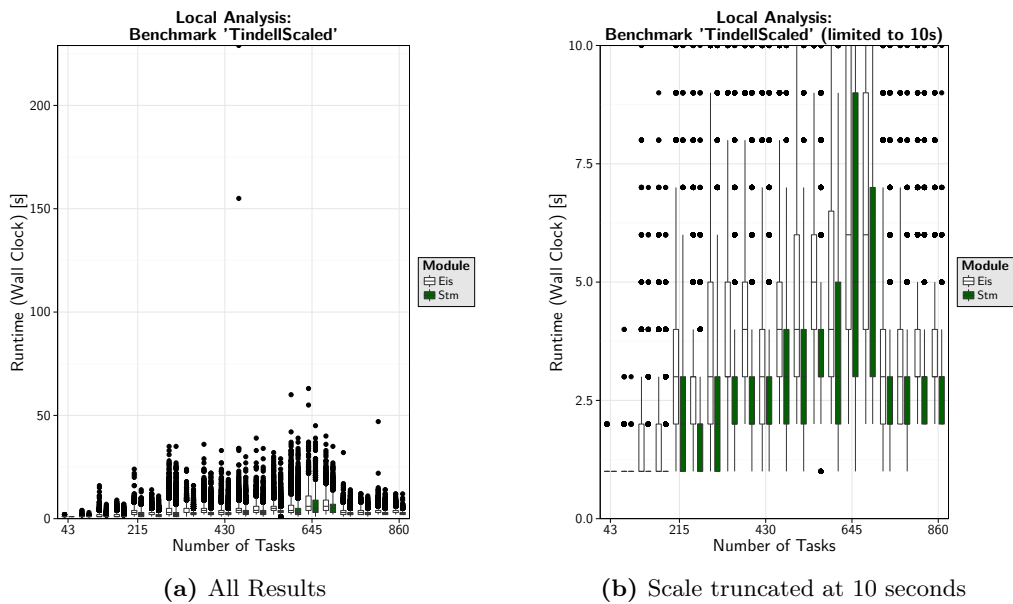 Local Analysis:
Benchmark 'TindellScaled'
Runtime (Wall Clock) [s]
200
150
100
50
0
43
215
430
645
860
Number of Tasks
Module
Eis
Stm
(a) All Results
Local Analysis:
Benchmark 'TindellScaled' (limited to 10s)
Runtime (Wall Clock) [s]
10.0
7.5
5.0
2.5
0.0
43
215
430
645
860
Number of Tasks
Module
Eis
Stm
(b) Scale truncated at 10 seconds